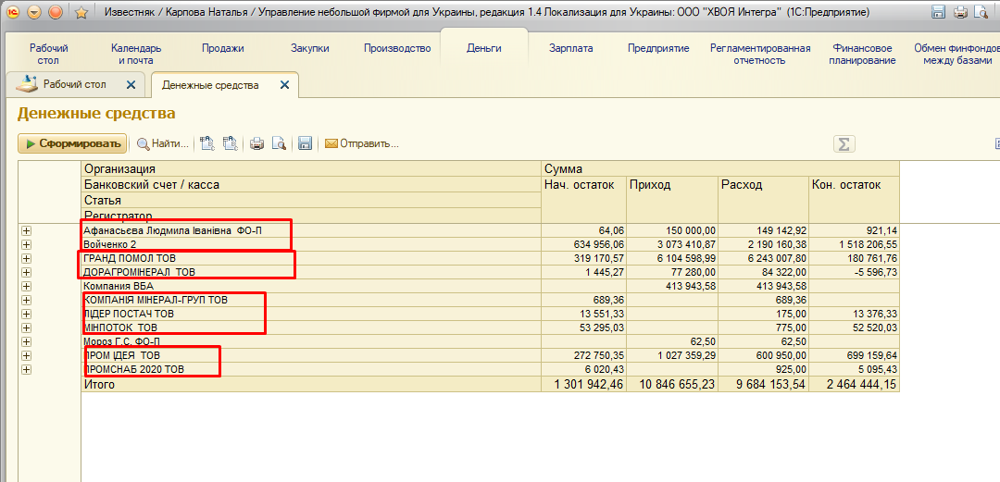 Известняк / Карпова Наталья / Управление небольшой фирмой для Украины, редакция 1.4 Локализация для Украины: ООО "ХВОЯ Интегра" (1С:Предприятие)
Рабочий стол Календарь и почта Продажи Закупки Производство Деньги Зарплата Предприятие Регламентированная отчетность Финансовое планирование Обмен финфондов между базами
Рабочий стол Денежные средства
Денежные средства
Сформировать Найти... Отправить... Σ
Организация Сумма
Банковский счет / касса Нач. остаток Приход Расход Кон. остаток
Статья
Регистратор
Афанасьєва Людмила Іванівна ФО-П 64,06 150 000,00 149 142,92 921,14
Войченко 2 634 956,06 3 073 410,87 2 190 160,38 1 518 206,55
ГРАНД ПОМОЛ ТОВ 319 170,57 6 104 598,99 6 243 007,80 180 761,76
ДОРАГРОМІНЕРАЛ ТОВ 1 445,27 77 280,00 84 322,00 -5 596,73
Компания ВБА 413 943,58 413 943,58
КОМПАНІЯ МІНЕРАЛ-ГРУП ТОВ 689,36 689,36
ЛІДЕР ПОСТАЧ ТОВ 13 551,33 175,00 13 376,33
МІНПОТОК ТОВ 53 295,03 775,00 52 520,03
Мороз Г.С. ФО-П 62,50 62,50
ПРОМ ІДЕЯ ТОВ 272 750,35 1 027 359,29 600 950,00 699 159,64
ПРОМСНАБ 2020 ТОВ 6 020,43 925,00 5 095,43
Итого 1 301 942,46 10 846 655,23 9 684 153,54 2 464 444,15